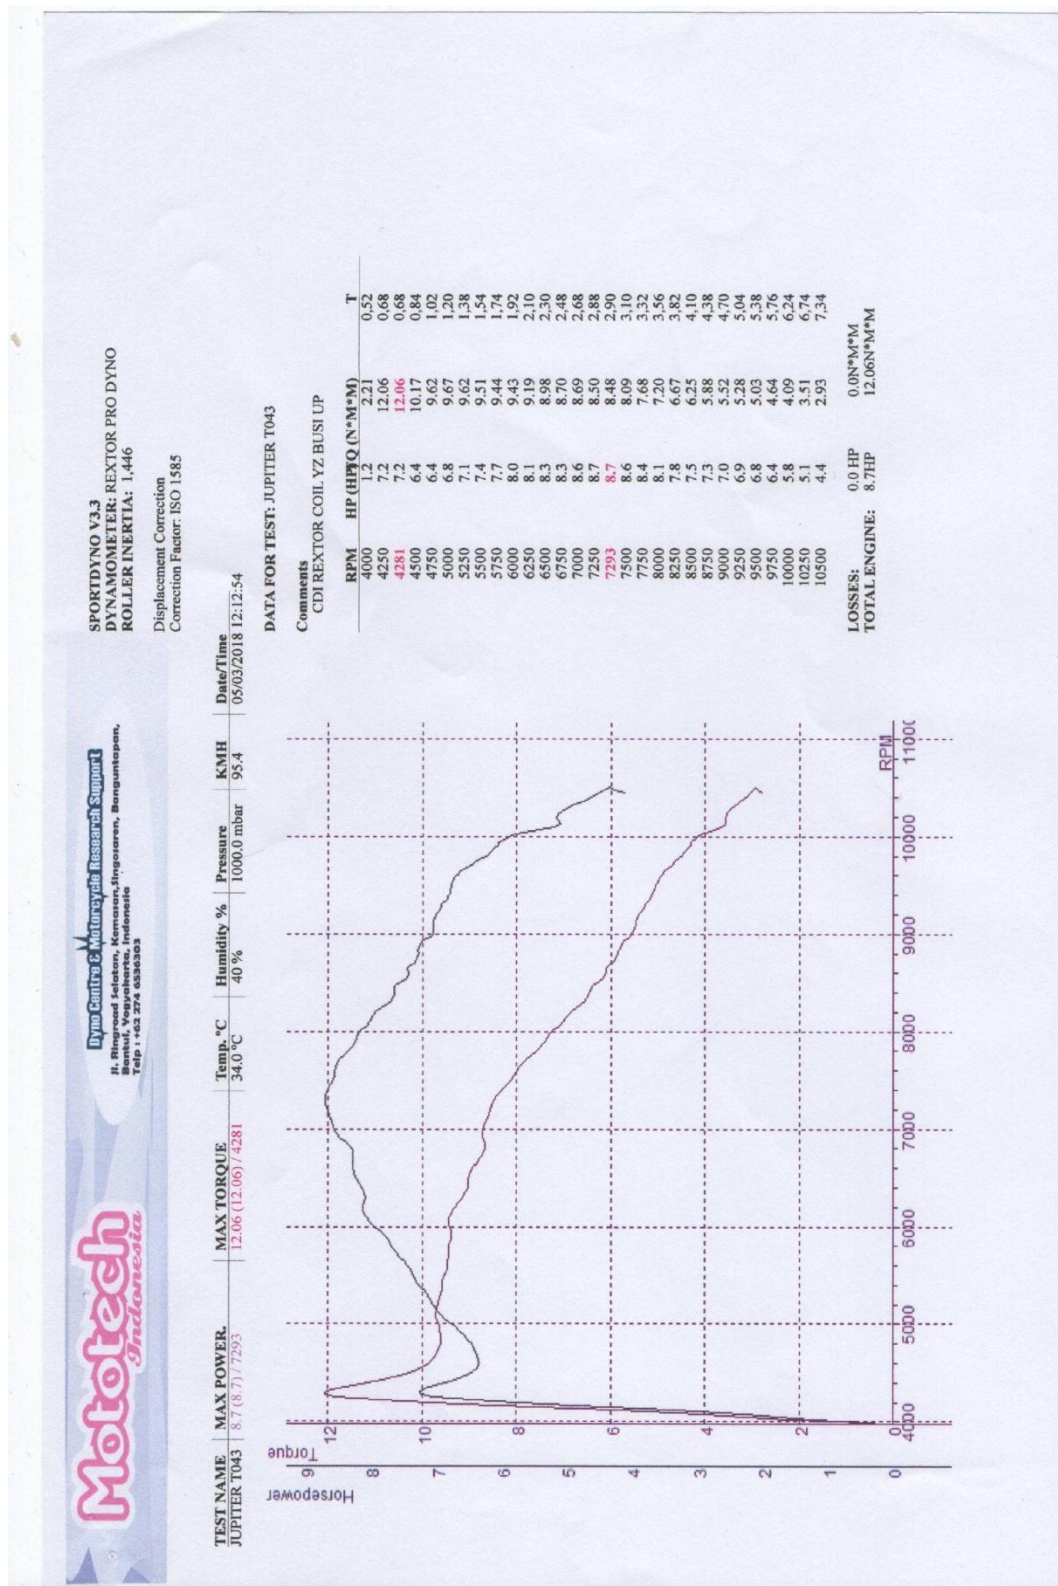 Mototech
Indonesia
Dyno Centre & Motorcycle Research Support
Jl. Ringroad Selatan, Kemasan,Singosaren, Banguntapan,
Bantul, Yogyakarta, Indonesia
Telp : +62 274 6536303
SPORTDYNO V3.3
DYNAMOMETER: REXTOR PRO DYNO
ROLLER INERTIA: 1,446
Displacement Correction
Correction Factor: ISO 1585
TEST NAME MAX POWER. MAX TORQUE Temp. °C Humidity % Pressure KMH Date/Time
JUPITER T043 8.7 (8.7) / 7293 12.06 (12.06) / 4281 34.0 °C 40 % 1000.0 mbar 95.4 05/03/2018 12:12:54
Horsepower
9
8
7
6
5
4
3
2
1
0
Torque
12
10
8
6
4
2
4000 5000 6000 7000 8000 9000 10000 1100
RPM
DATA FOR TEST: JUPITER T043
Comments
CDI REXTOR COIL YZ BUSI UP
RPM HP (HP)TQ (N*M*M) T
4000 1.2 2.21 0,52
4250 7.2 12.06 0,68
4281 7.2 12.06 0,68
4500 6.4 10.17 0,84
4750 6.4 9.62 1,02
5000 6.8 9.67 1,20
5250 7.1 9.62 1,38
5500 7.4 9.51 1,54
5750 7.7 9.44 1,74
6000 8.0 9.43 1,92
6250 8.1 9.19 2,10
6500 8.3 8.98 2,30
6750 8.3 8.70 2,48
7000 8.6 8.69 2,68
7250 8.7 8.50 2,88
7293 8.7 8.48 2,90
7500 8.6 8.09 3,10
7750 8.4 7.68 3,32
8000 8.1 7.20 3,56
8250 7.8 6.67 3,82
8500 7.5 6.25 4,10
8750 7.3 5.88 4,38
9000 7.0 5.52 4,70
9250 6.9 5.28 5,04
9500 6.8 5.03 5,38
9750 6.4 4.64 5,76
10000 5.8 4.09 6,24
10250 5.1 3.51 6,74
10500 4.4 2.93 7,34
LOSSES: 0.0 HP 0.0N*M*M
TOTAL ENGINE: 8.7HP 12.06N*M*M